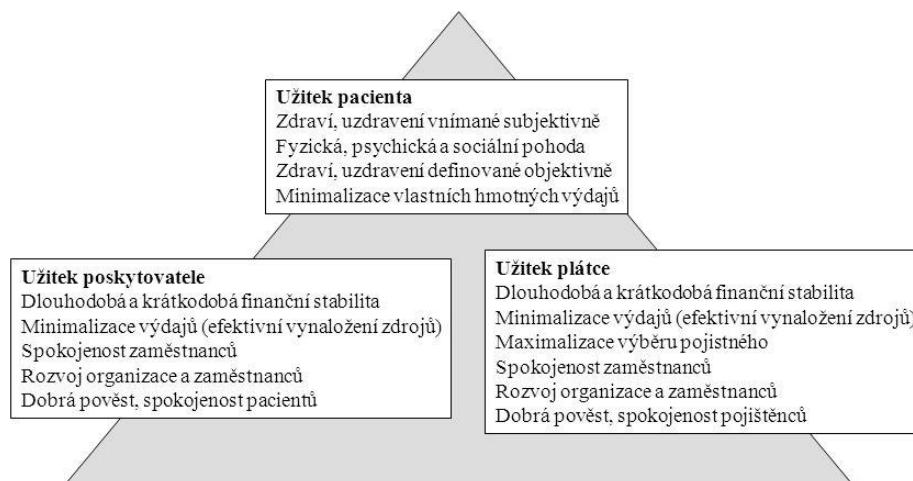 Užitek pacienta
Zdraví, uzdravení vnímané subjektivně
Fyzická, psychická a sociální pohoda
Zdraví, uzdravení definované objektivně
Minimalizace vlastních hmotných výdajů
Užitek poskytovatele
Dlouhodobá a krátkodobá finanční stabilita
Minimalizace výdajů (efektivní vynaložení zdrojů)
Spokojenost zaměstnanců
Rozvoj organizace a zaměstnanců
Dobrá pověst, spokojenost pacientů
Užitek plátce
Dlouhodobá a krátkodobá finanční stabilita
Minimalizace výdajů (efektivní vynaložení zdrojů)
Maximalizace výběru pojistného
Spokojenost zaměstnanců
Rozvoj organizace a zaměstnanců
Dobrá pověst, spokojenost pojištěnců